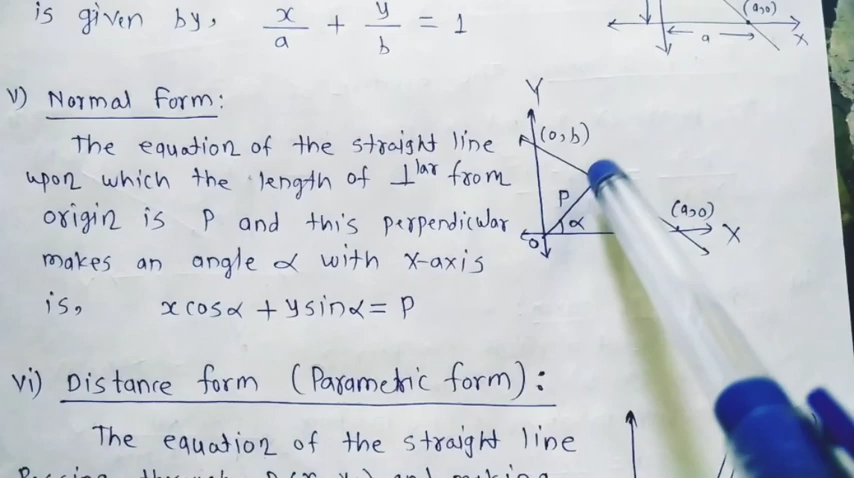 is given by, x/a + y/b = 1
(a,0)
a
X
v) Normal Form:
The equation of the straight line
upon which the length of ⊥lar from
origin is P and this perpendicular
makes an angle α with x-axis
is, x cosα + y sinα = P
Y
(0,b)
P
α
O
(a,0)
X
vi) Distance form (Parametric form):
The equation of the straight line